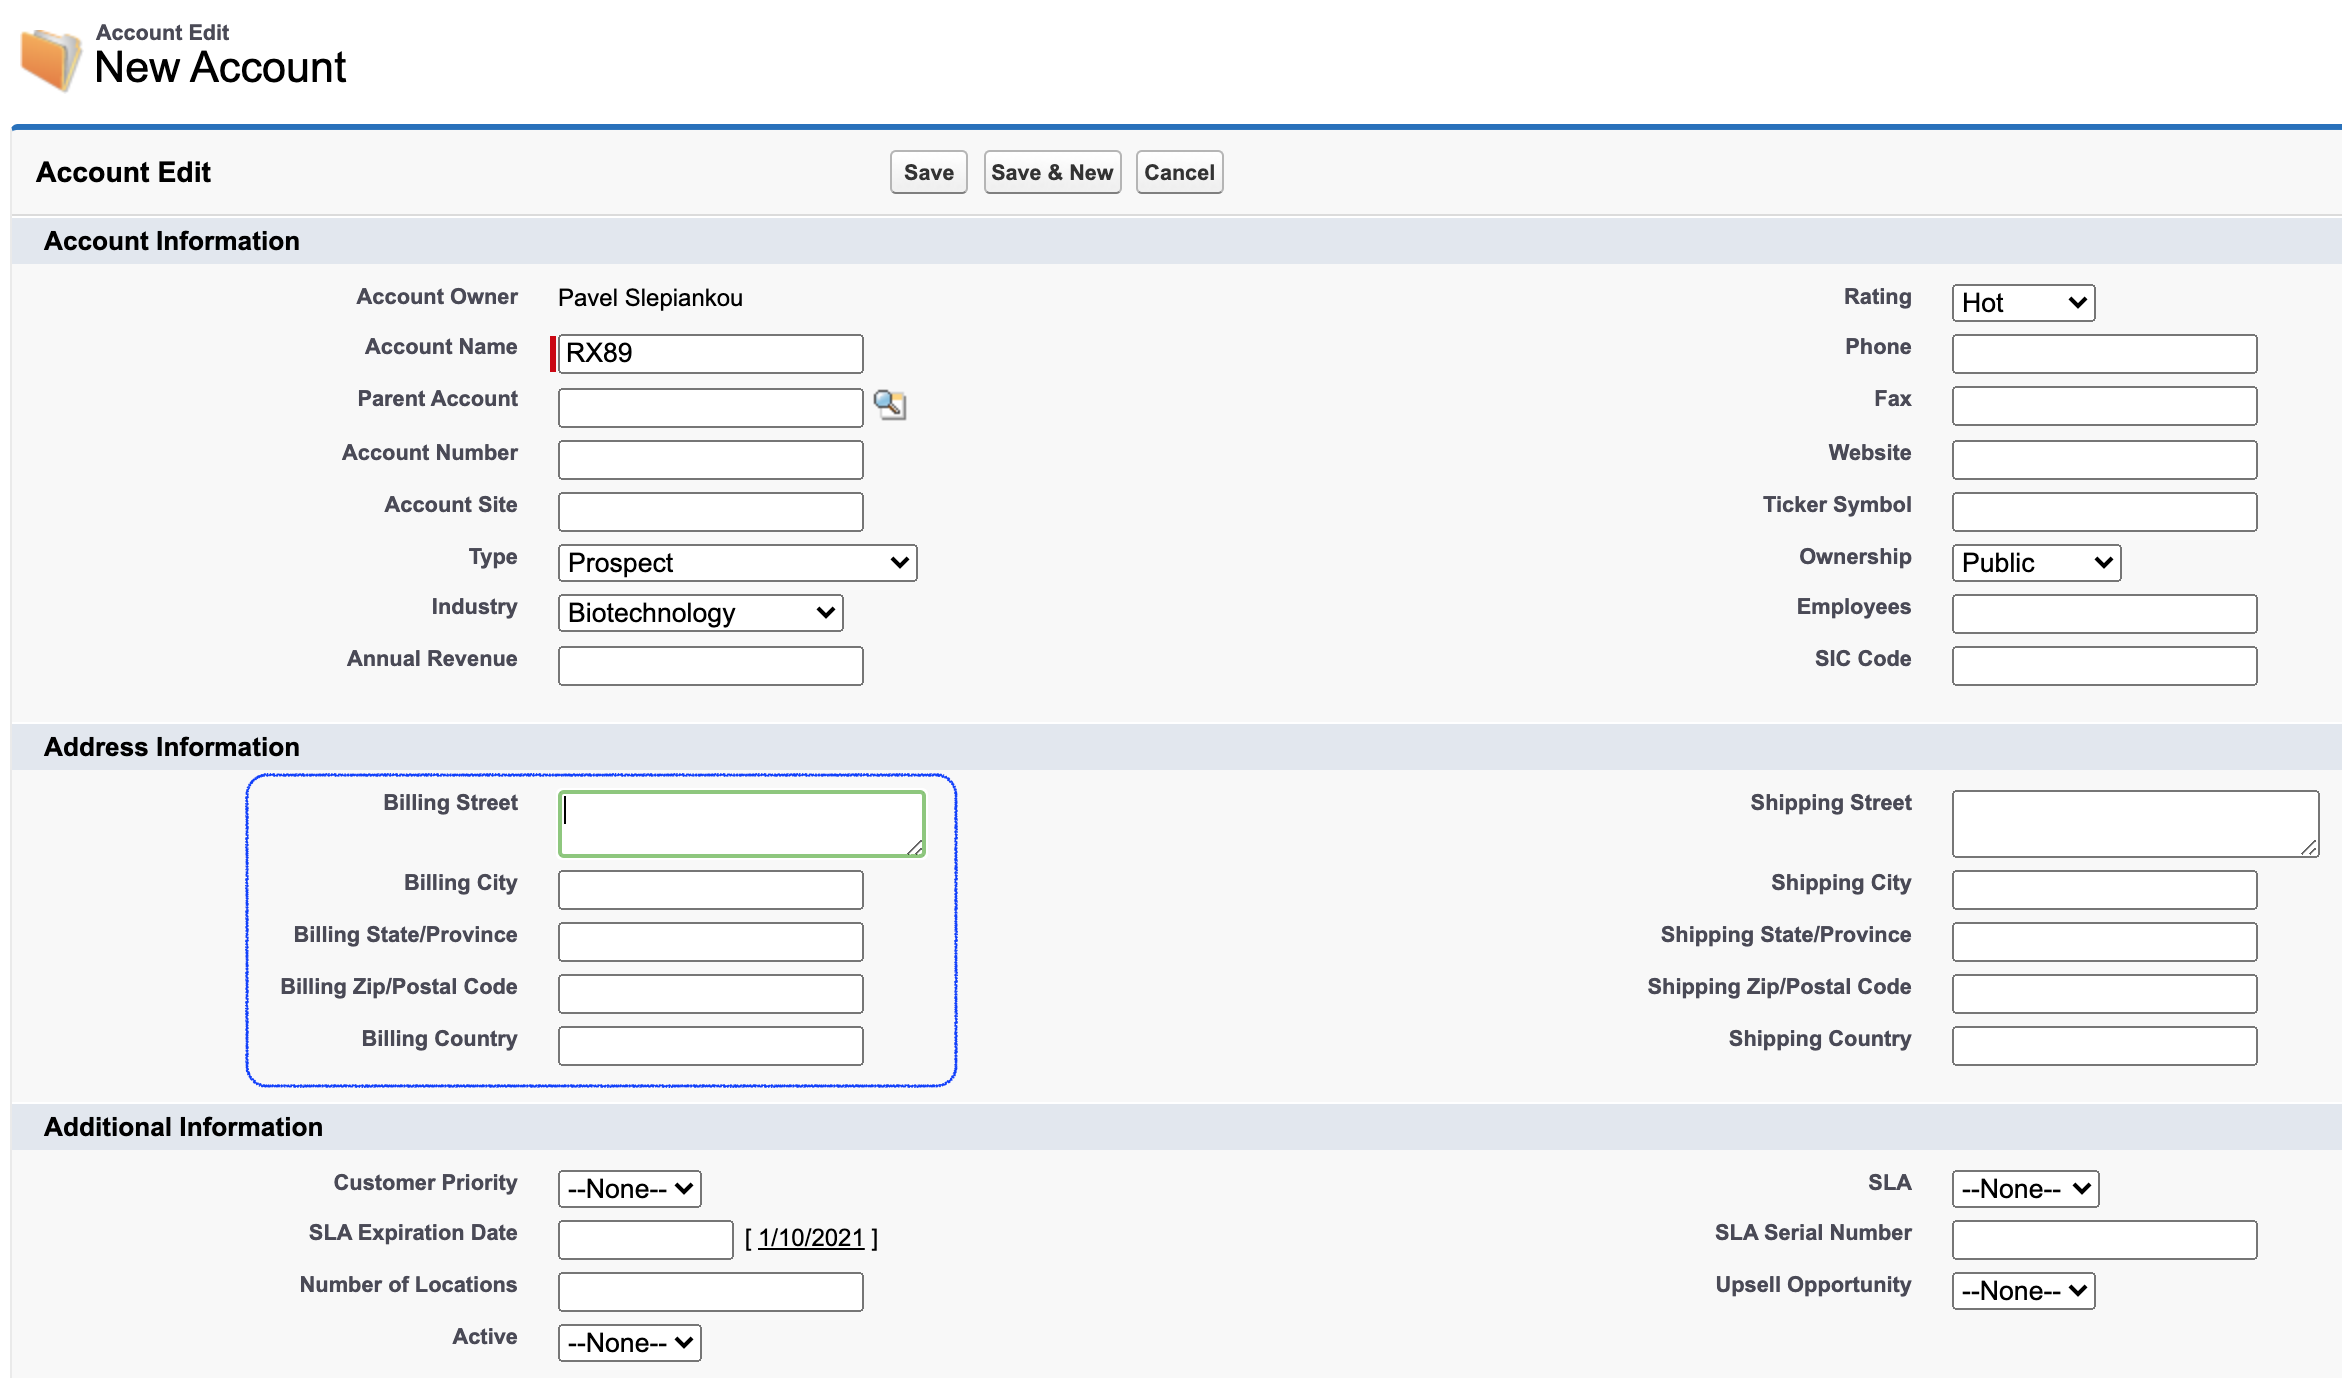 Account Edit
New Account
Account Edit Save Save & New Cancel
Account Information
Account Owner Pavel Slepiankou Rating Hot
Account Name RX89 Phone
Parent Account Fax
Account Number Website
Account Site Ticker Symbol
Type Prospect Ownership Public
Industry Biotechnology Employees
Annual Revenue SIC Code
Address Information
Billing Street Shipping Street
Billing City Shipping City
Billing State/Province Shipping State/Province
Billing Zip/Postal Code Shipping Zip/Postal Code
Billing Country Shipping Country
Additional Information
Customer Priority --None-- SLA --None--
SLA Expiration Date [ 1/10/2021 ] SLA Serial Number
Number of Locations Upsell Opportunity --None--
Active --None--